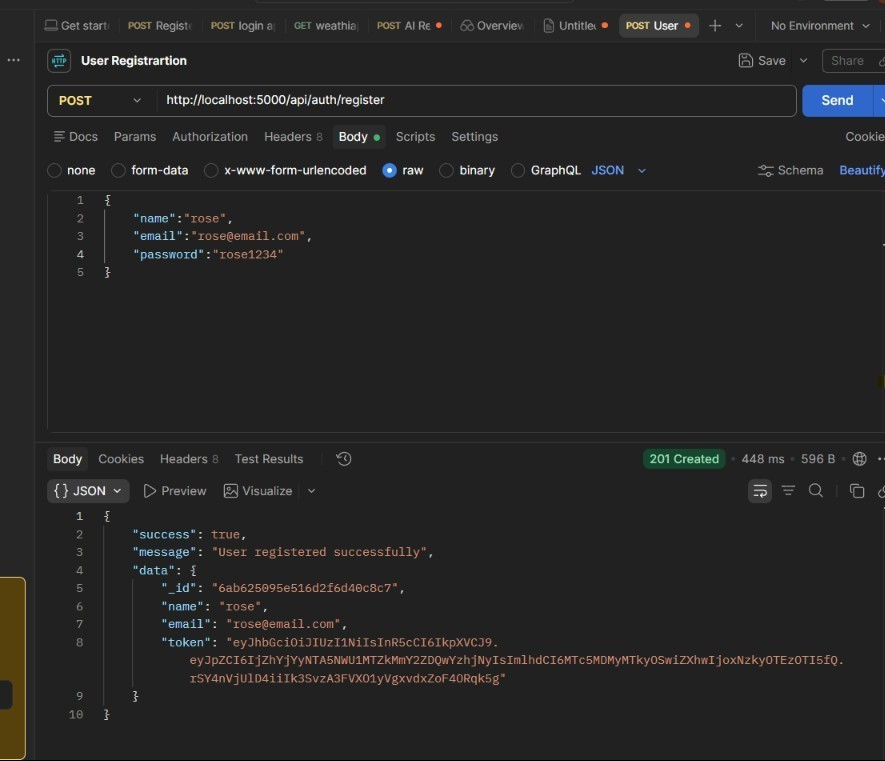 Get start
POST Registe
POST login a
GET weathia
POST AI Re
Overview
Untitle
POST User
No Environment
HTTP User Registrartion
Save
Share
POST
http://localhost:5000/api/auth/register
Send
Docs Params Authorization Headers 8 Body Scripts Settings
Cookie
none form-data x-www-form-urlencoded raw binary GraphQL JSON
Schema Beautify
1 {
2 "name":"rose",
3 "email":"rose@email.com",
4 "password":"rose1234"
5 }
Body Cookies Headers 8 Test Results
201 Created • 448 ms • 596 B
{} JSON Preview Visualize
1 {
2 "success": true,
3 "message": "User registered successfully",
4 "data": {
5 "_id": "6ab625095e516d2f6d40c8c7",
6 "name": "rose",
7 "email": "rose@email.com",
8 "token": "eyJhbGciOiJIUzI1NiIsInR5cCI6IkpXVCJ9.
eyJpZCI6IjZhYjYyNTA5NWU1MTZkMmY2ZDQwYzhjNyIsImlhdCI6MTc5MDMyMTkyOSwiZXhwIjoxNzkyOTEzOTI5fQ.
rSY4nVjUlD4iiIk3SvzA3FVXO1yVgxvdxZoF4ORqk5g"
9 }
10 }